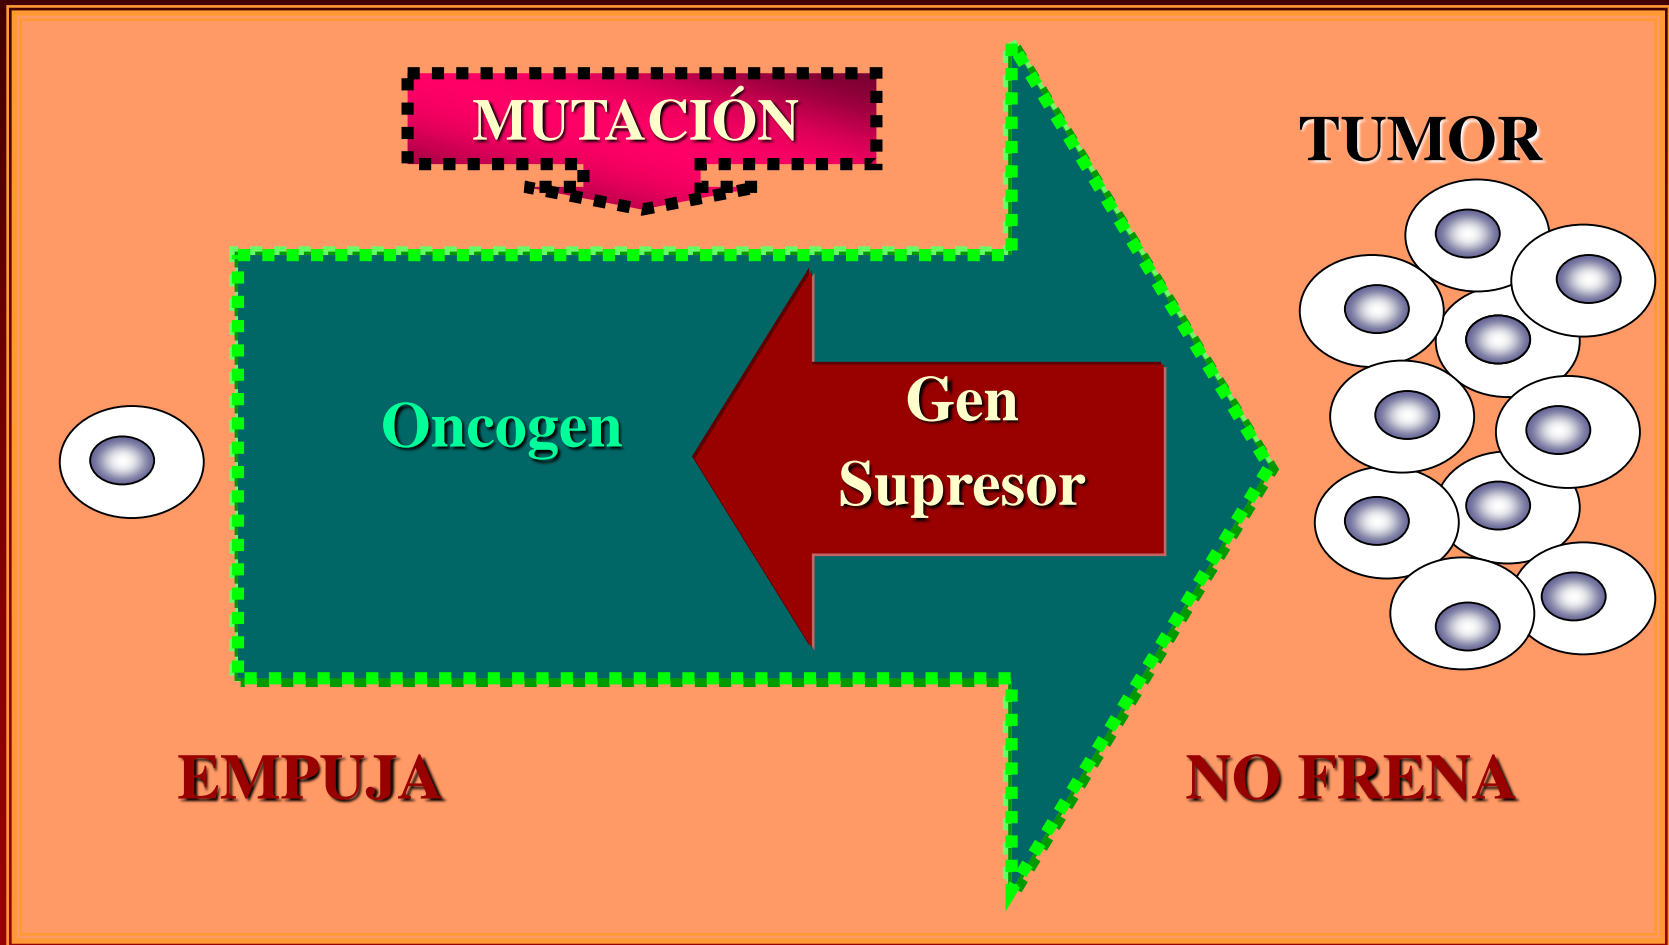 MUTACIÓN
TUMOR
Oncogen
Gen
Supresor
EMPUJA
NO FRENA